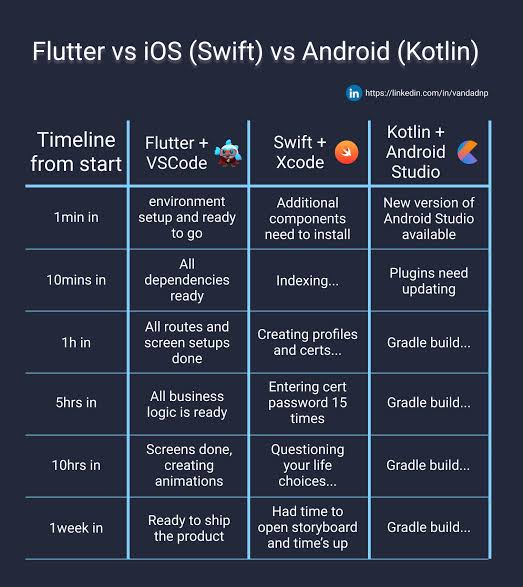 Flutter vs iOS (Swift) vs Android (Kotlin)
in https://linkedin.com/in/vandadnp
Timeline
from start
Flutter +
VSCode
Swift +
Xcode
Kotlin +
Android
Studio
1min in
environment
setup and ready
to go
Additional
components
need to install
New version of
Android Studio
available
10mins in
All
dependencies
ready
Indexing...
Plugins need
updating
1h in
All routes and
screen setups
done
Creating profiles
and certs...
Gradle build...
5hrs in
All business
logic is ready
Entering cert
password 15
times
Gradle build...
10hrs in
Screens done,
creating
animations
Questioning
your life
choices...
Gradle build...
1week in
Ready to ship
the product
Had time to
open storyboard
and time's up
Gradle build...